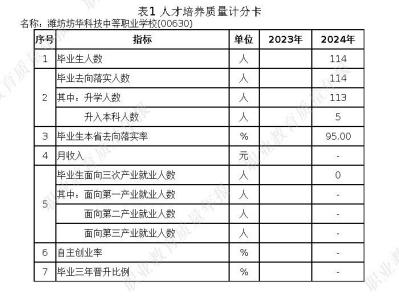 表1 人才培养质量计分卡
名称：潍坊坊华科技中等职业学校(00630)
序号 指标 单位 2023年 2024年
1 毕业生人数 人 114
2 毕业去向落实人数 人 114
其中：升学人数 人 113
升入本科人数 人 5
3 毕业生本省去向落实率 % 95.00
4 月收入 元 -
5 毕业生面向三次产业就业人数 人 0
其中：面向第一产业就业人数 人 -
面向第二产业就业人数 人 -
面向第三产业就业人数 人 -
6 自主创业率 % -
7 毕业三年晋升比例 % -